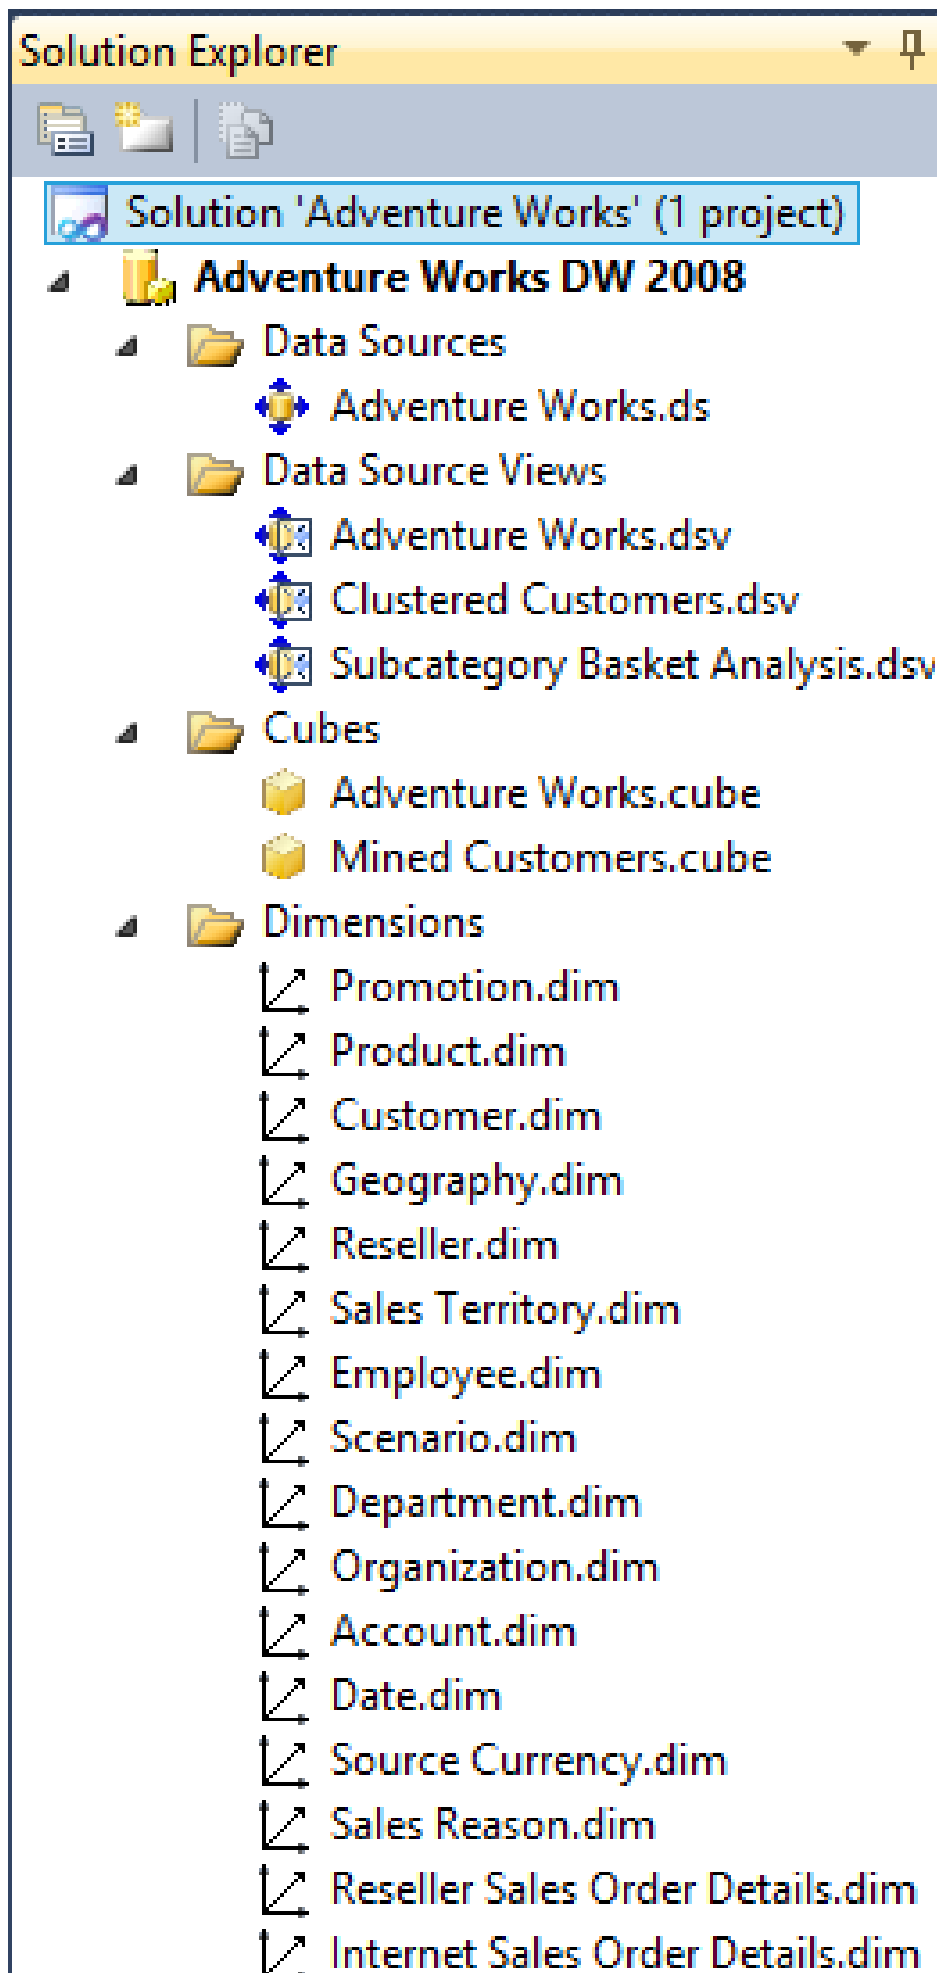 Solution Explorer
Solution 'Adventure Works' (1 project)
Adventure Works DW 2008
Data Sources
Adventure Works.ds
Data Source Views
Adventure Works.dsv
Clustered Customers.dsv
Subcategory Basket Analysis.dsv
Cubes
Adventure Works.cube
Mined Customers.cube
Dimensions
Promotion.dim
Product.dim
Customer.dim
Geography.dim
Reseller.dim
Sales Territory.dim
Employee.dim
Scenario.dim
Department.dim
Organization.dim
Account.dim
Date.dim
Source Currency.dim
Sales Reason.dim
Reseller Sales Order Details.dim
Internet Sales Order Details.dim